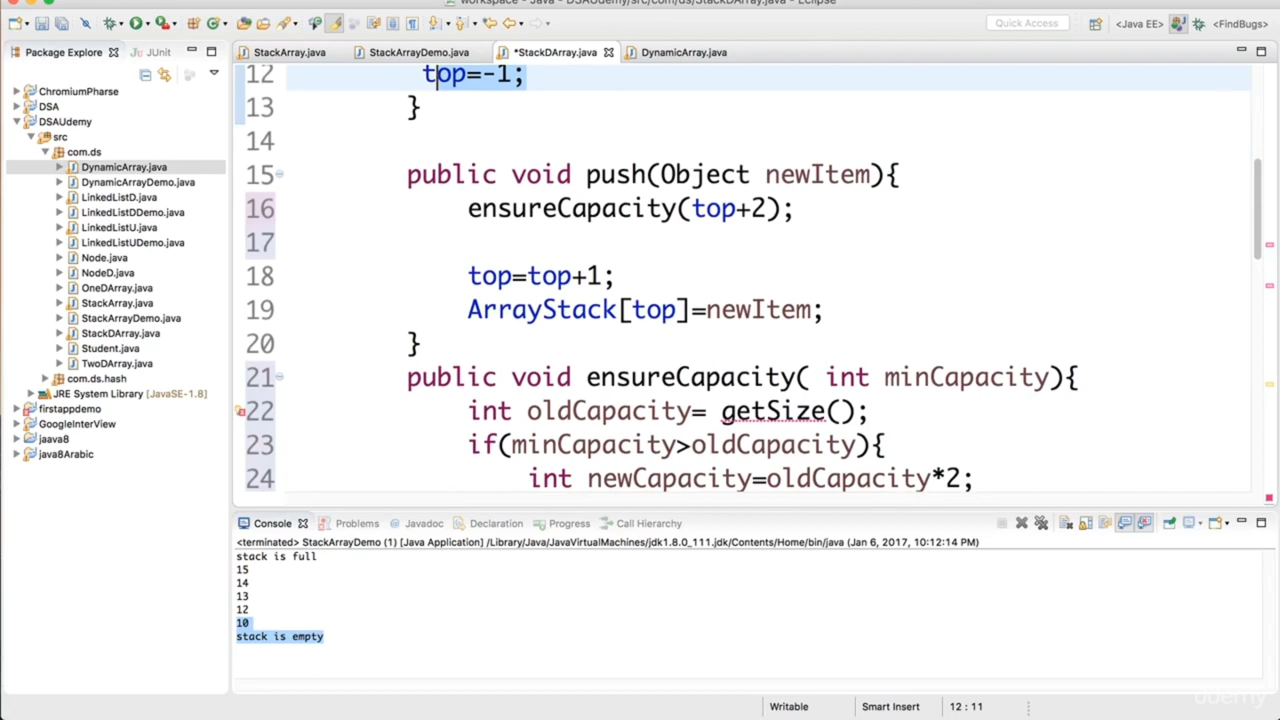 workspace - Java - DSAUdemy/src/com/ds/StackDArray.java - Eclipse
Quick Access
<Java EE>
<FindBugs>
Package Explorer
JUnit
StackArray.java
StackArrayDemo.java
*StackDArray.java
DynamicArray.java
ChromiumPharse
DSA
DSAUdemy
src
com.ds
DynamicArray.java
DynamicArrayDemo.java
LinkedListD.java
LinkedListDDemo.java
LinkedListU.java
LinkedListUDemo.java
Node.java
NodeD.java
OneDArray.java
StackArray.java
StackArrayDemo.java
StackDArray.java
Student.java
TwoDArray.java
com.ds.hash
JRE System Library [JavaSE-1.8]
firstappdemo
GoogleInterView
jaava8
java8Arabic
12 top=-1;
13 }
14
15 public void push(Object newItem){
16 ensureCapacity(top+2);
17
18 top=top+1;
19 ArrayStack[top]=newItem;
20 }
21 public void ensureCapacity( int minCapacity){
22 int oldCapacity= getSize();
23 if(minCapacity>oldCapacity){
24 int newCapacity=oldCapacity*2;
Console
Problems
Javadoc
Declaration
Progress
Call Hierarchy
<terminated> StackArrayDemo (1) [Java Application] /Library/Java/JavaVirtualMachines/jdk1.8.0_111.jdk/Contents/Home/bin/java (Jan 6, 2017, 10:12:14 PM)
stack is full
15
14
13
12
10
stack is empty
Writable
Smart Insert
12 : 11
udemy